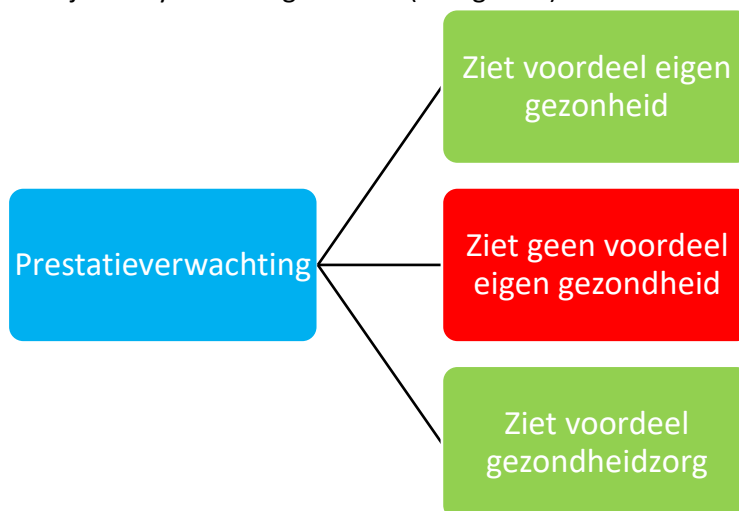 Ziet voordeel eigen
gezonheid
Prestatieverwachting
Ziet geen voordeel
eigen gezondheid
Ziet voordeel
gezondheidzorg